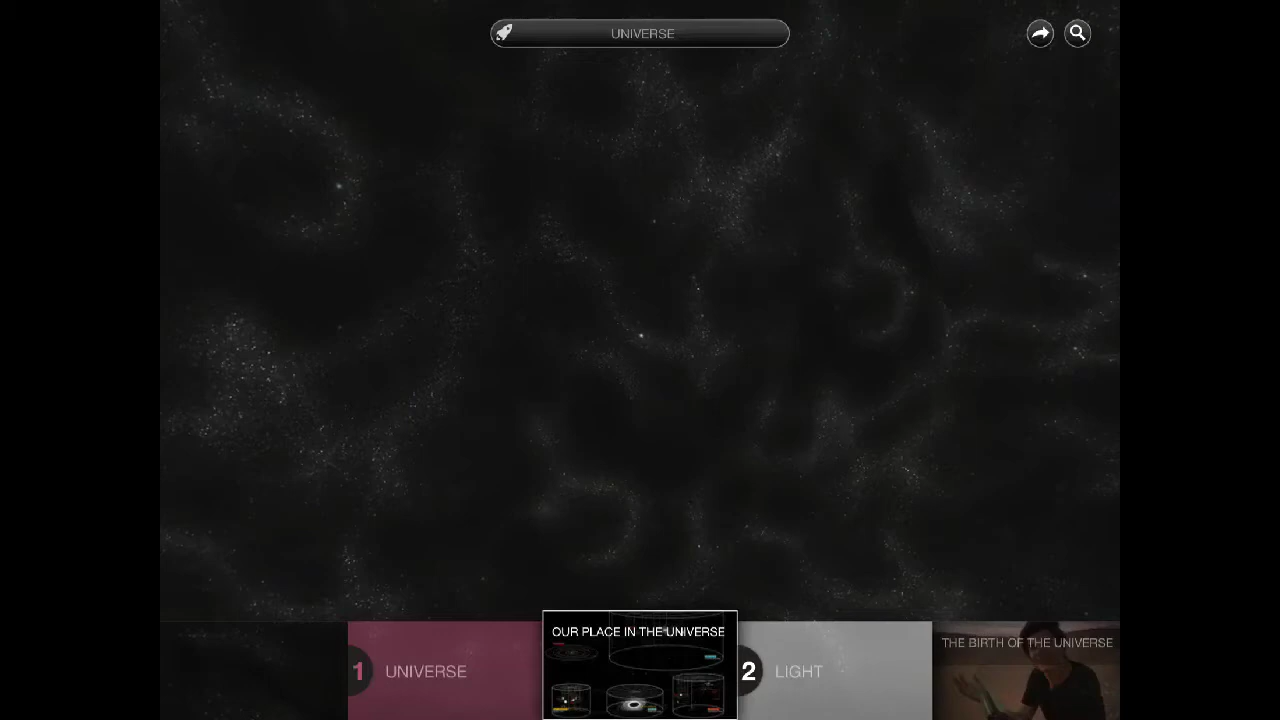 UNIVERSE
1 UNIVERSE
OUR PLACE IN THE UNIVERSE
2 LIGHT
THE BIRTH OF THE UNIVERSE